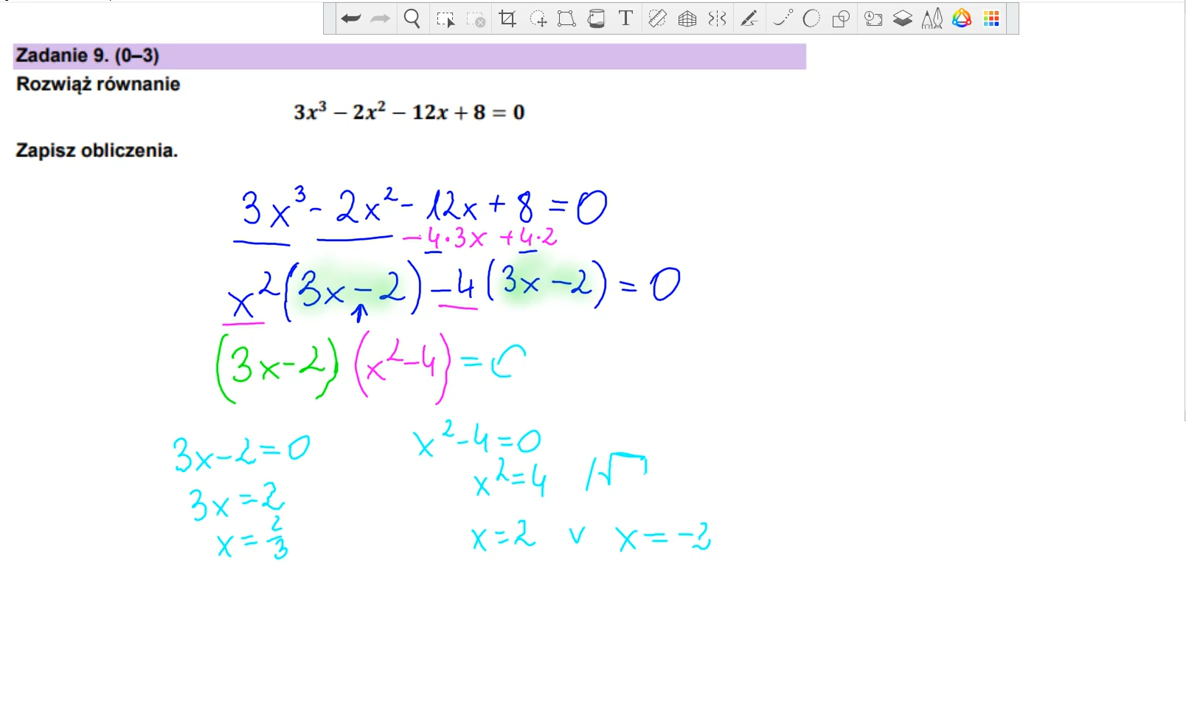 Zadanie 9. (0–3)
Rozwiąż równanie
3x³ – 2x² – 12x + 8 = 0
Zapisz obliczenia.
3x³ - 2x² - 12x + 8 = 0
- 4·3x + 4·2
x²(3x - 2) - 4(3x - 2) = 0
(3x - 2)(x² - 4) = 0
3x - 2 = 0
x² - 4 = 0
3x = 2
x² = 4 /√
x = 2/3
x = 2 v x = -2